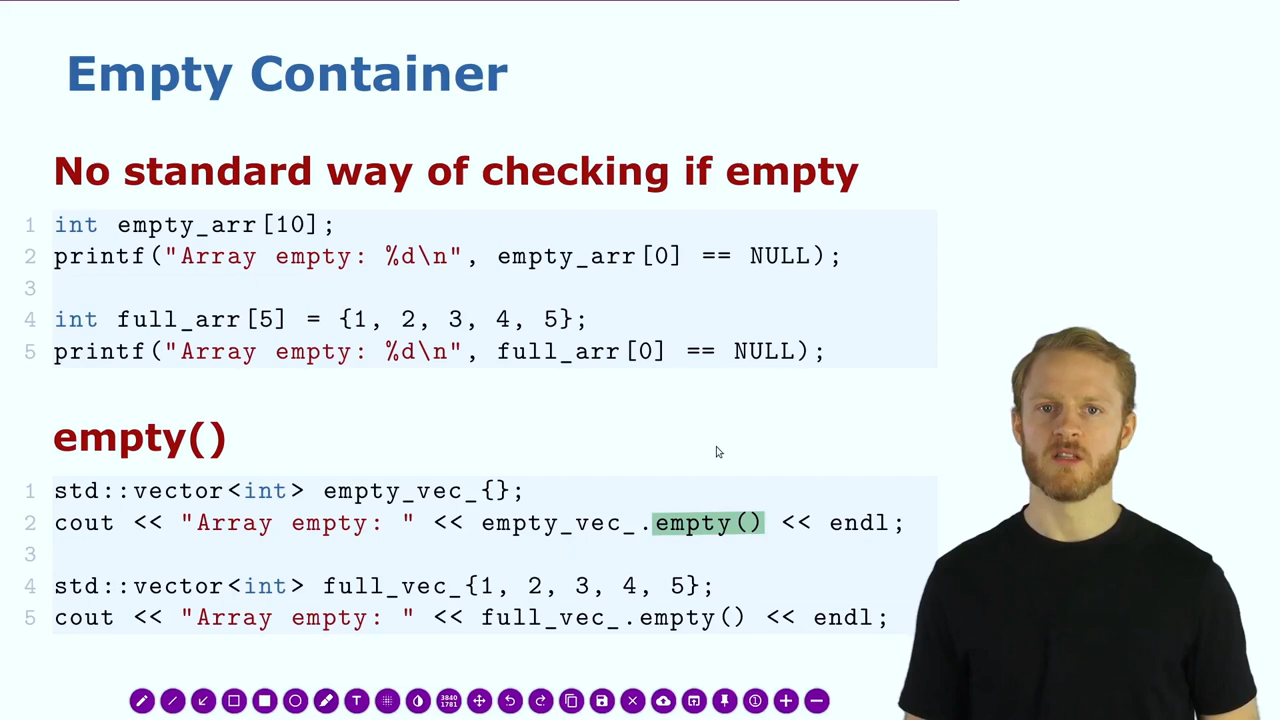 Empty Container
No standard way of checking if empty
1 int empty_arr[10];
2 printf("Array empty: %d\n", empty_arr[0] == NULL);
3
4 int full_arr[5] = {1, 2, 3, 4, 5};
5 printf("Array empty: %d\n", full_arr[0] == NULL);
empty()
1 std::vector<int> empty_vec_{};
2 cout << "Array empty: " << empty_vec_.empty() << endl;
3
4 std::vector<int> full_vec_{1, 2, 3, 4, 5};
5 cout << "Array empty: " << full_vec_.empty() << endl;
T 3840 1 
1781